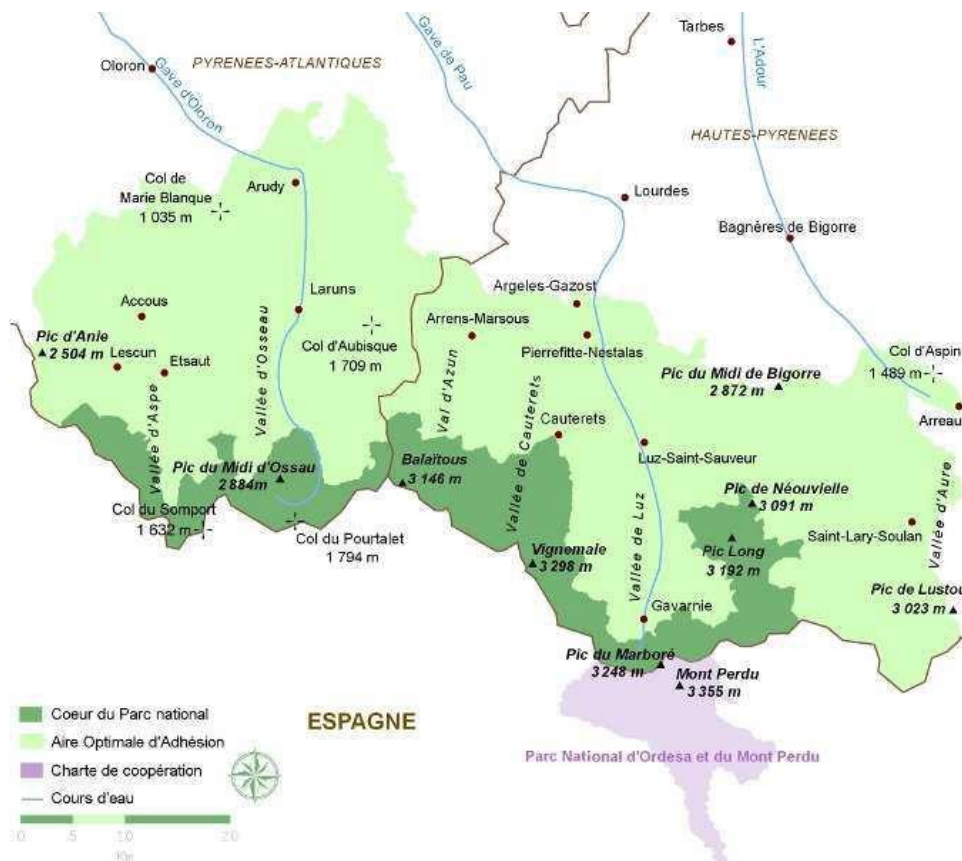 Tarbes
L'Adour
PYRENEES-ATLANTIQUES
Oloron
Gave d'Oloron
Gave de Pau
HAUTES-PYRENEES
Col de
Marie Blanque
1 035 m
Arudy
Lourdes
Bagnères de Bigorre
Argeles-Gazost
Accous
Laruns
Arrens-Marsous
Pic d'Anie
2 504 m
Lescun
Etsaut
Vallée d'Osseau
Col d'Aubisque
1 709 m
Pierrefitte-Nestalas
Col d'Aspin
1 489 m
Pic du Midi de Bigorre
2 872 m
Arreau
Vallée d'Aspe
Val d'Azun
Vallée de Cauterets
Cauterets
Luz-Saint-Sauveur
Pic du Midi d'Ossau
2 884m
Balaïtous
3 146 m
Pic de Néouvielle
3 091 m
Vallée d'Aure
Col du Somport
1 632 m
Col du Pourtalet
1 794 m
Saint-Lary-Soulan
Vignemale
3 298 m
Vallée de Luz
Pic Long
3 192 m
Pic de Lustou
3 023 m
Gavarnie
Pic du Marboré
3 248 m
Mont Perdu
3 355 m
Coeur du Parc national
Aire Optimale d'Adhésion
Charte de coopération
Cours d'eau
ESPAGNE
Parc National d'Ordesa et du Mont Perdu
0 5 10 20